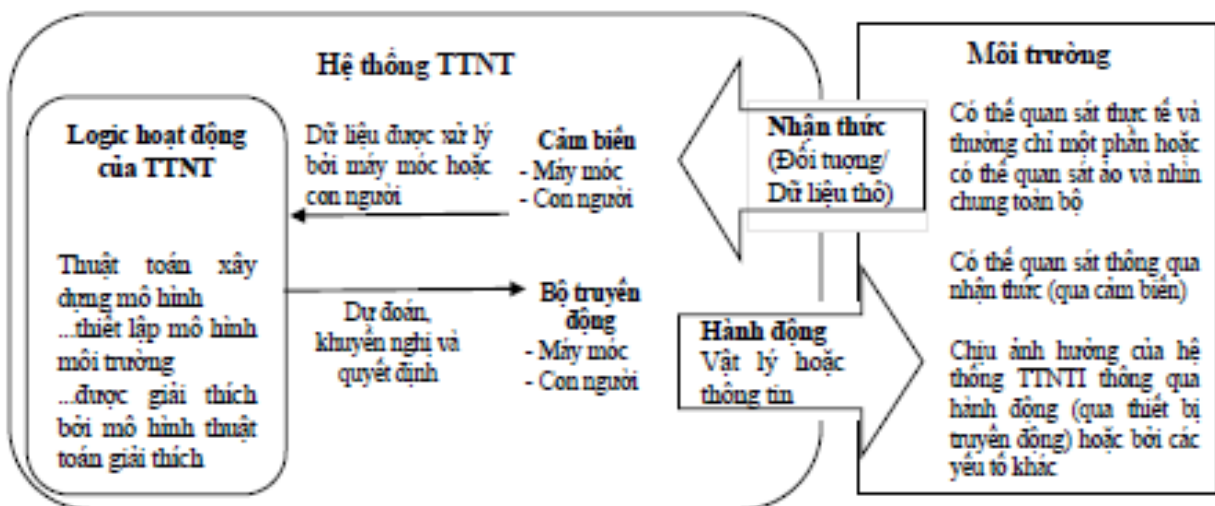 Hệ thống TTNT
Logic hoạt động
của TTNT
Thuật toán xây
dựng mô hình
...thiết lập mô hình
môi trường
...được giải thích
bởi mô hình thuật
toán giải thích
Dữ liệu được xử lý
bởi máy móc hoặc
con người
Cảm biến
- Máy móc
- Con người
Dự đoán,
khuyến nghị và
quyết định
Bộ truyền
động
- Máy móc
- Con người
Nhận thức
(Đối tượng/
Dữ liệu thô)
Hành động
Vật lý hoặc
thông tin
Môi trường
Có thể quan sát thực tế và
thường chỉ một phần hoặc
có thể quan sát ảo và nhìn
chung toàn bộ
Có thể quan sát thông qua
nhận thức (qua cảm biến)
Chịu ảnh hưởng của hệ
thống TTNTI thông qua
hành động (qua thiết bị
truyền động) hoặc bởi các
yếu tố khác